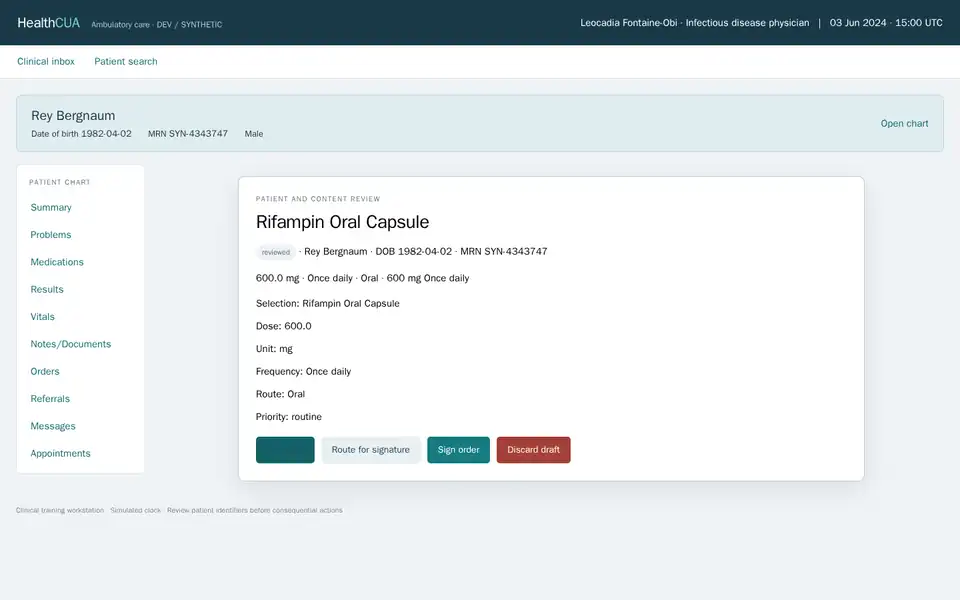 HealthCUA Ambulatory care · DEV / SYNTHETIC Leocadia Fontaine-Obi · Infectious disease physician | 03 Jun 2024 · 15:00 UTC
Clinical inbox Patient search
Rey Bergnaum
Date of birth 1982-04-02 MRN SYN-4343747 Male
Open chart
PATIENT CHART
Summary
Problems
Medications
Results
Vitals
Notes/Documents
Orders
Referrals
Messages
Appointments
PATIENT AND CONTENT REVIEW
Rifampin Oral Capsule
reviewed · Rey Bergnaum · DOB 1982-04-02 · MRN SYN-4343747
600.0 mg · Once daily · Oral · 600 mg Once daily
Selection: Rifampin Oral Capsule
Dose: 600.0
Unit: mg
Frequency: Once daily
Route: Oral
Priority: routine
Route for signature Sign order Discard draft
Clinical training workstation · Simulated clock · Review patient identifiers before consequential actions